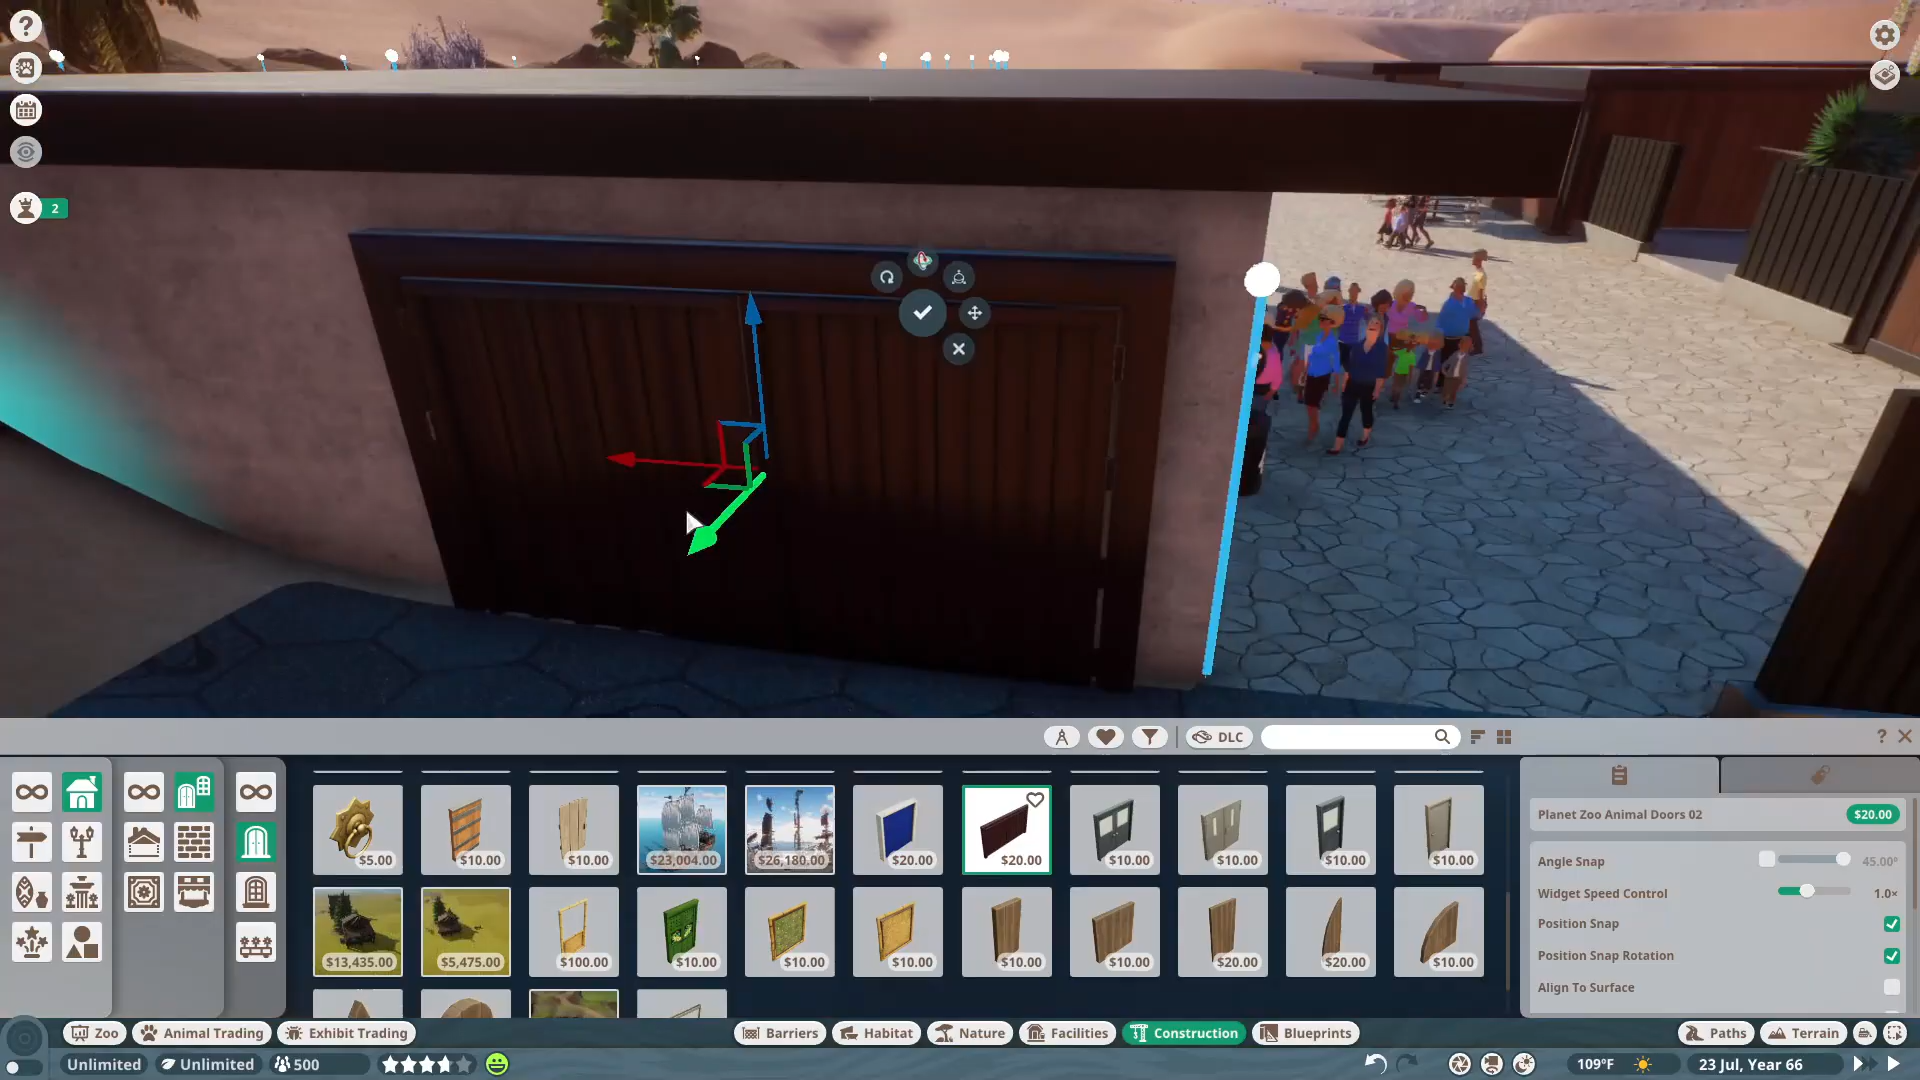 ?
2
DLC
? ×
$5.00 $10.00 $10.00 $23,004.00 $26,180.00 $20.00 $20.00 $10.00 $10.00 $10.00 $10.00
$13,435.00 $5,475.00 $100.00 $10.00 $10.00 $10.00 $10.00 $10.00 $20.00 $20.00 $10.00
Planet Zoo Animal Doors 02 $20.00
Angle Snap 45.00°
Widget Speed Control 1.0×
Position Snap
Position Snap Rotation
Align To Surface
Zoo Animal Trading Exhibit Trading Barriers Habitat Nature Facilities Construction Blueprints Paths Terrain
Unlimited Unlimited 500 109°F 23 Jul, Year 66